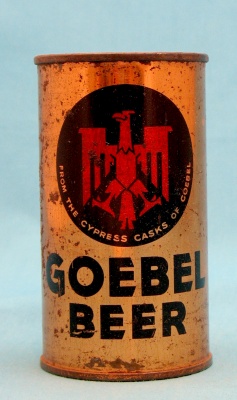 FROM THE CYPRESS CASKS OF GOEBEL
GOEBEL
BEER